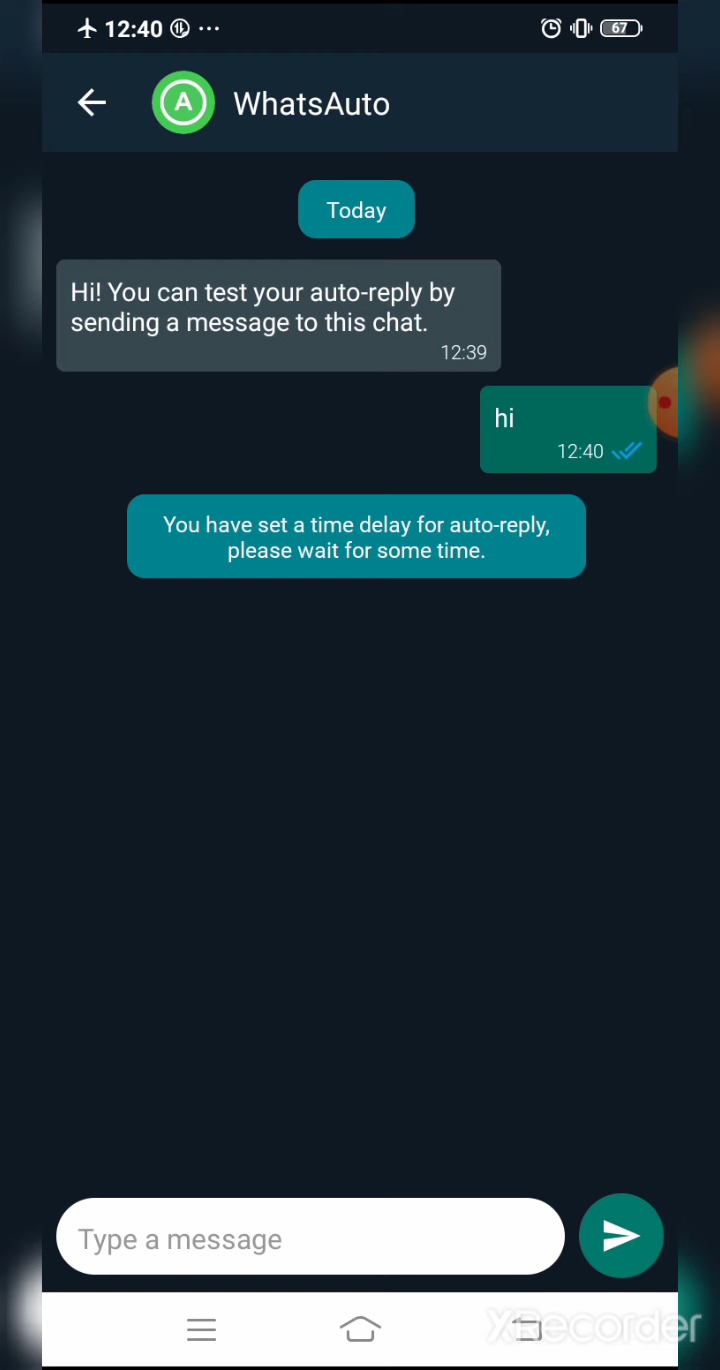 12:40
67
A
WhatsAuto
Today
Hi! You can test your auto-reply by
sending a message to this chat.
12:39
hi
12:40
You have set a time delay for auto-reply,
please wait for some time.
Type a message
XRecorder